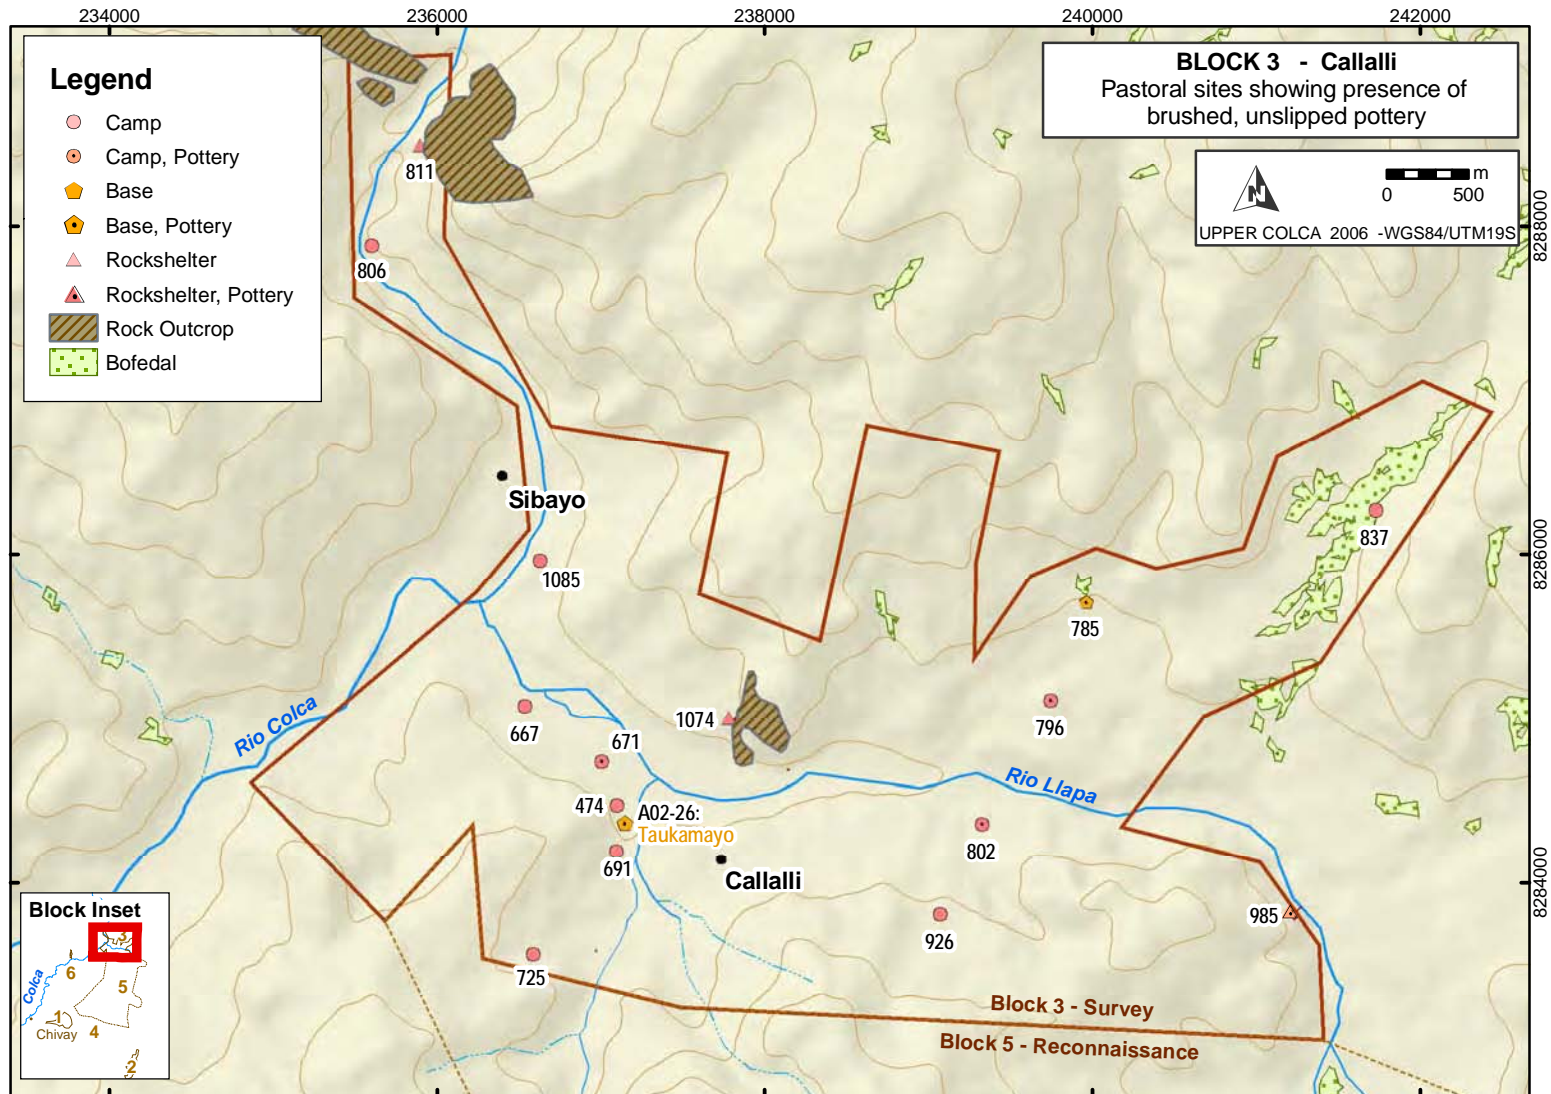 234000
236000
238000
240000
242000
Legend
Camp
Camp, Pottery
Base
Base, Pottery
Rockshelter
Rockshelter, Pottery
Rock Outcrop
Bofedal
BLOCK 3 - Callalli
Pastoral sites showing presence of
brushed, unslipped pottery
N
m
0 500
UPPER COLCA 2006 -WGS84/UTM19S
8288000
8286000
8284000
811
806
Sibayo
1085
837
785
Rio Colca
667
671
1074
796
Rio Llapa
474
A02-26:
Taukamayo
691
Callalli
802
926
985
725
Block 3 - Survey
Block 5 - Reconnaissance
Block Inset
3
6
5
Colca
1
Chivay
4
2